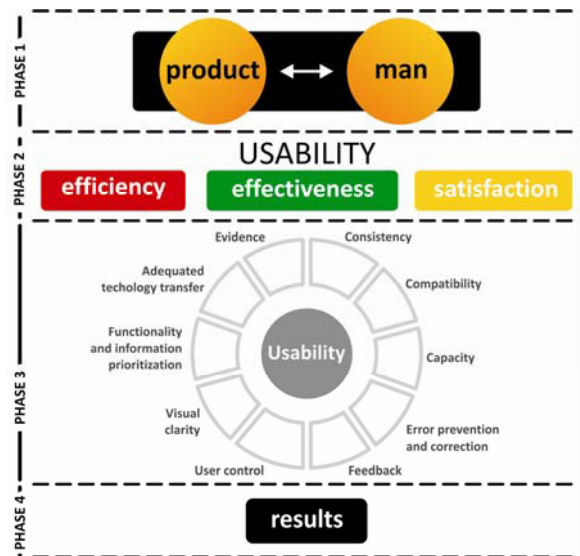 PHASE 1
product
man
PHASE 2
USABILITY
efficiency
effectiveness
satisfaction
PHASE 3
Evidence
Consistency
Adequated
techology transfer
Compatibility
Functionality
and information
prioritization
Usability
Capacity
Visual
clarity
Error prevention
and correction
User control
Feedback
PHASE 4
results